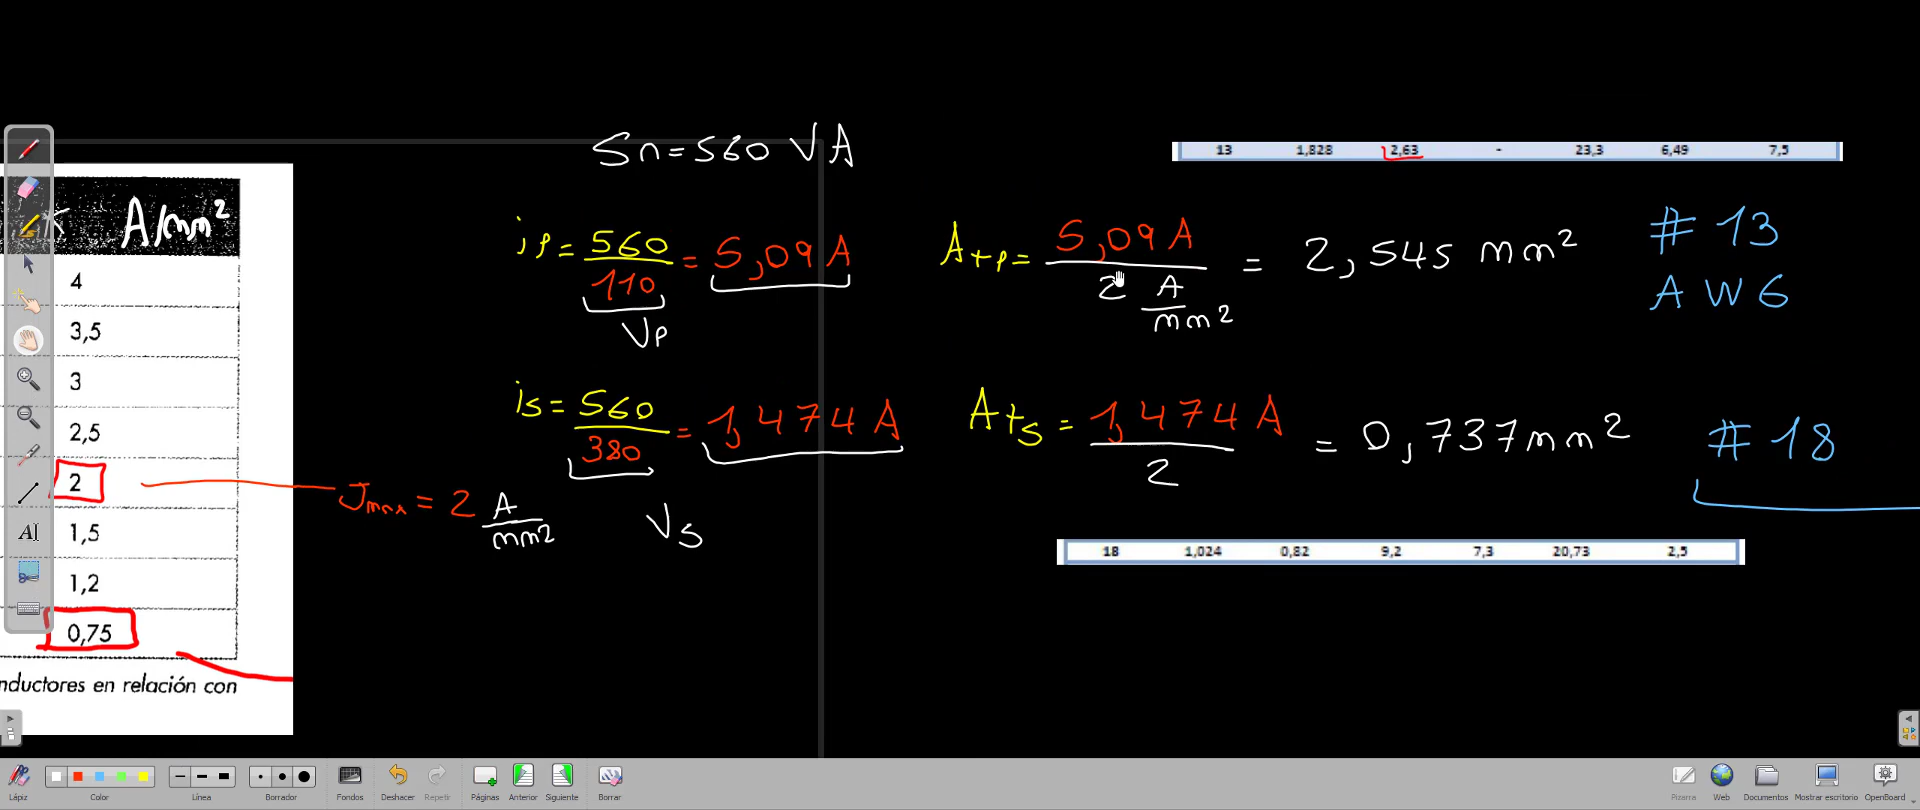 Sn=560 VA
13 1,828 2,63 - 23,3 6,49 7,5
A/mm²
4
3,5
3
2,5
2
1,5
1,2
0,75
nductores en relación con
ip = 560 / 110 = 5,09 A
Vp
is = 560 / 380 = 1,474 A
Vs
Jmax = 2 A / mm2
Atp = 5,09 A / 2 A / mm² = 2,545 mm²
# 13
AWG
Ats = 1,474 A / 2 = 0,737 mm²
# 18
18 1,024 0,82 9,2 7,3 20,73 2,5
Lápiz Color Línea Borrador Fondos Deshacer Repetir Páginas Anterior Siguiente Borrar Pizarra Web Documentos Mostrar escritorio OpenBoard